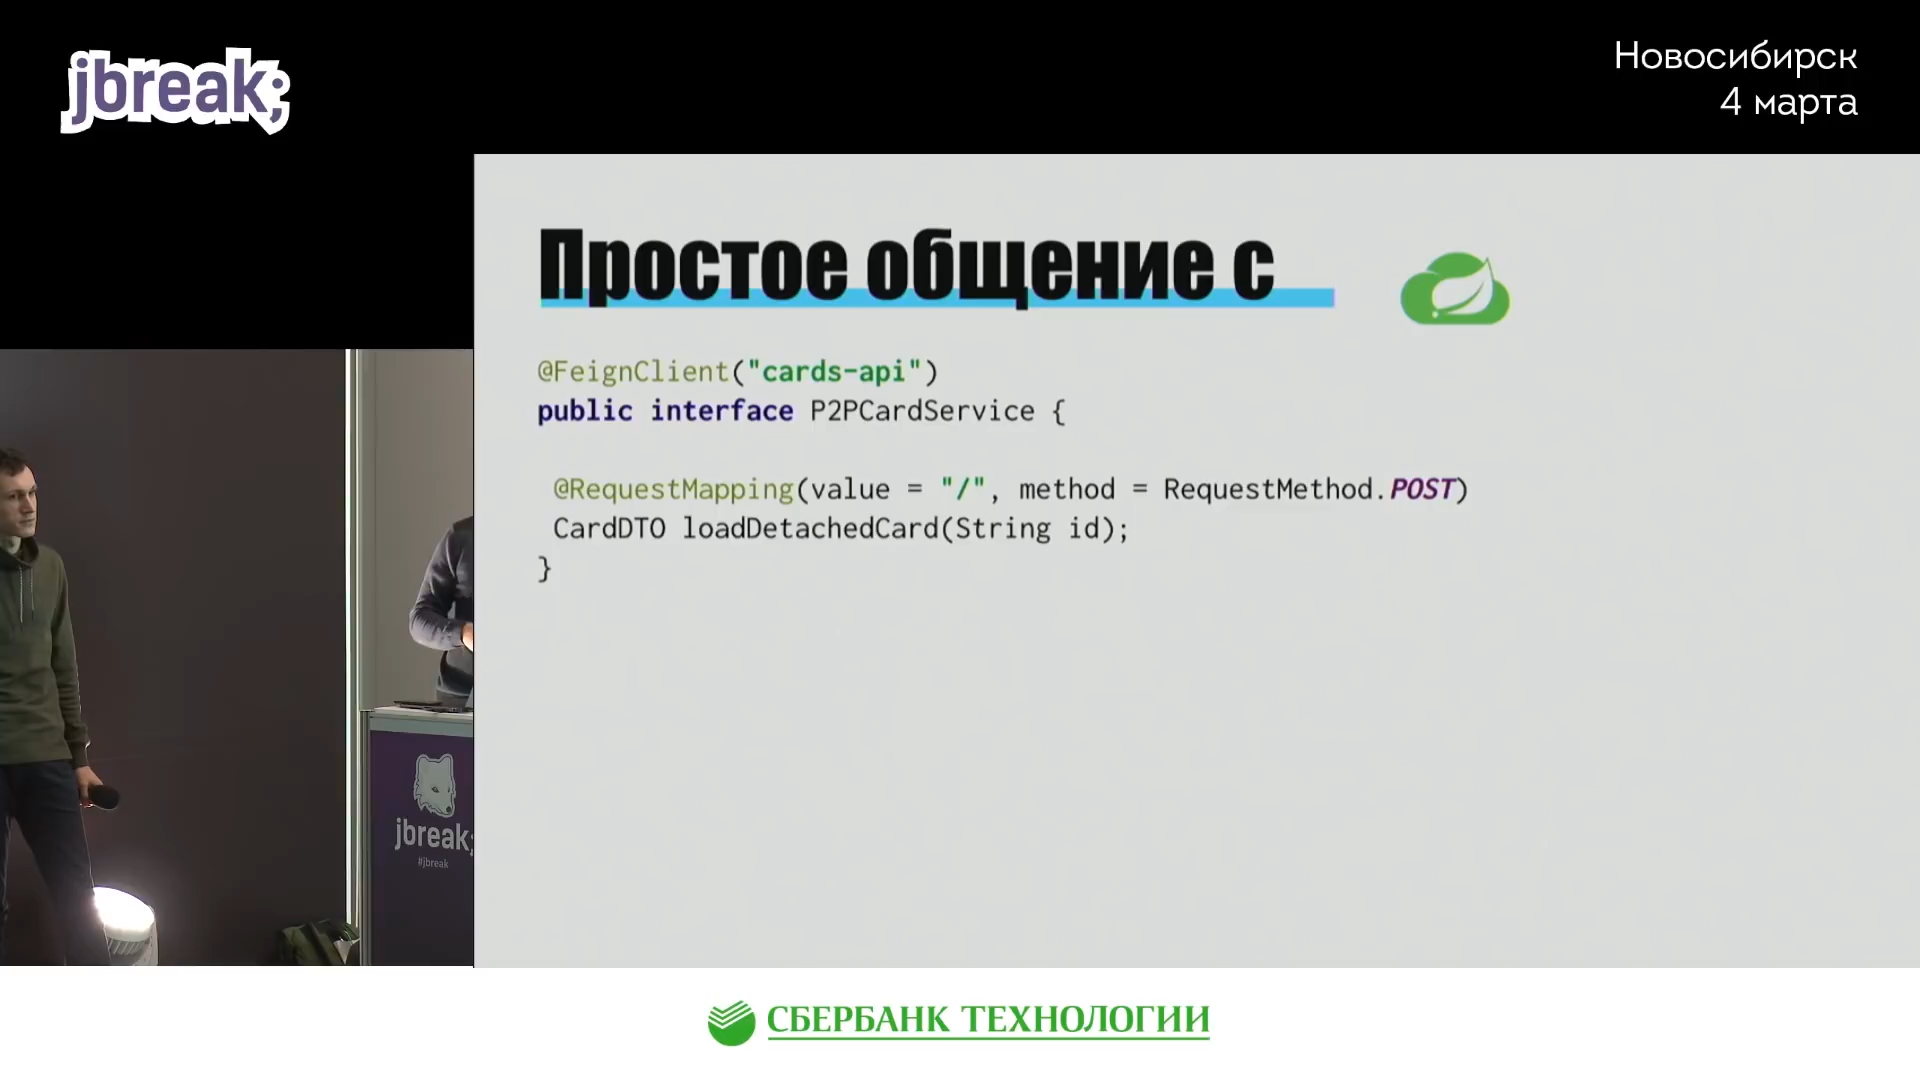 jbreak;
Новосибирск
4 марта
Простое общение с
@FeignClient("cards-api")
public interface P2PCardService {
@RequestMapping(value = "/", method = RequestMethod.POST)
CardDTO loadDetachedCard(String id);
}
jbreak;
#jbreak
СБЕРБАНК ТЕХНОЛОГИИ